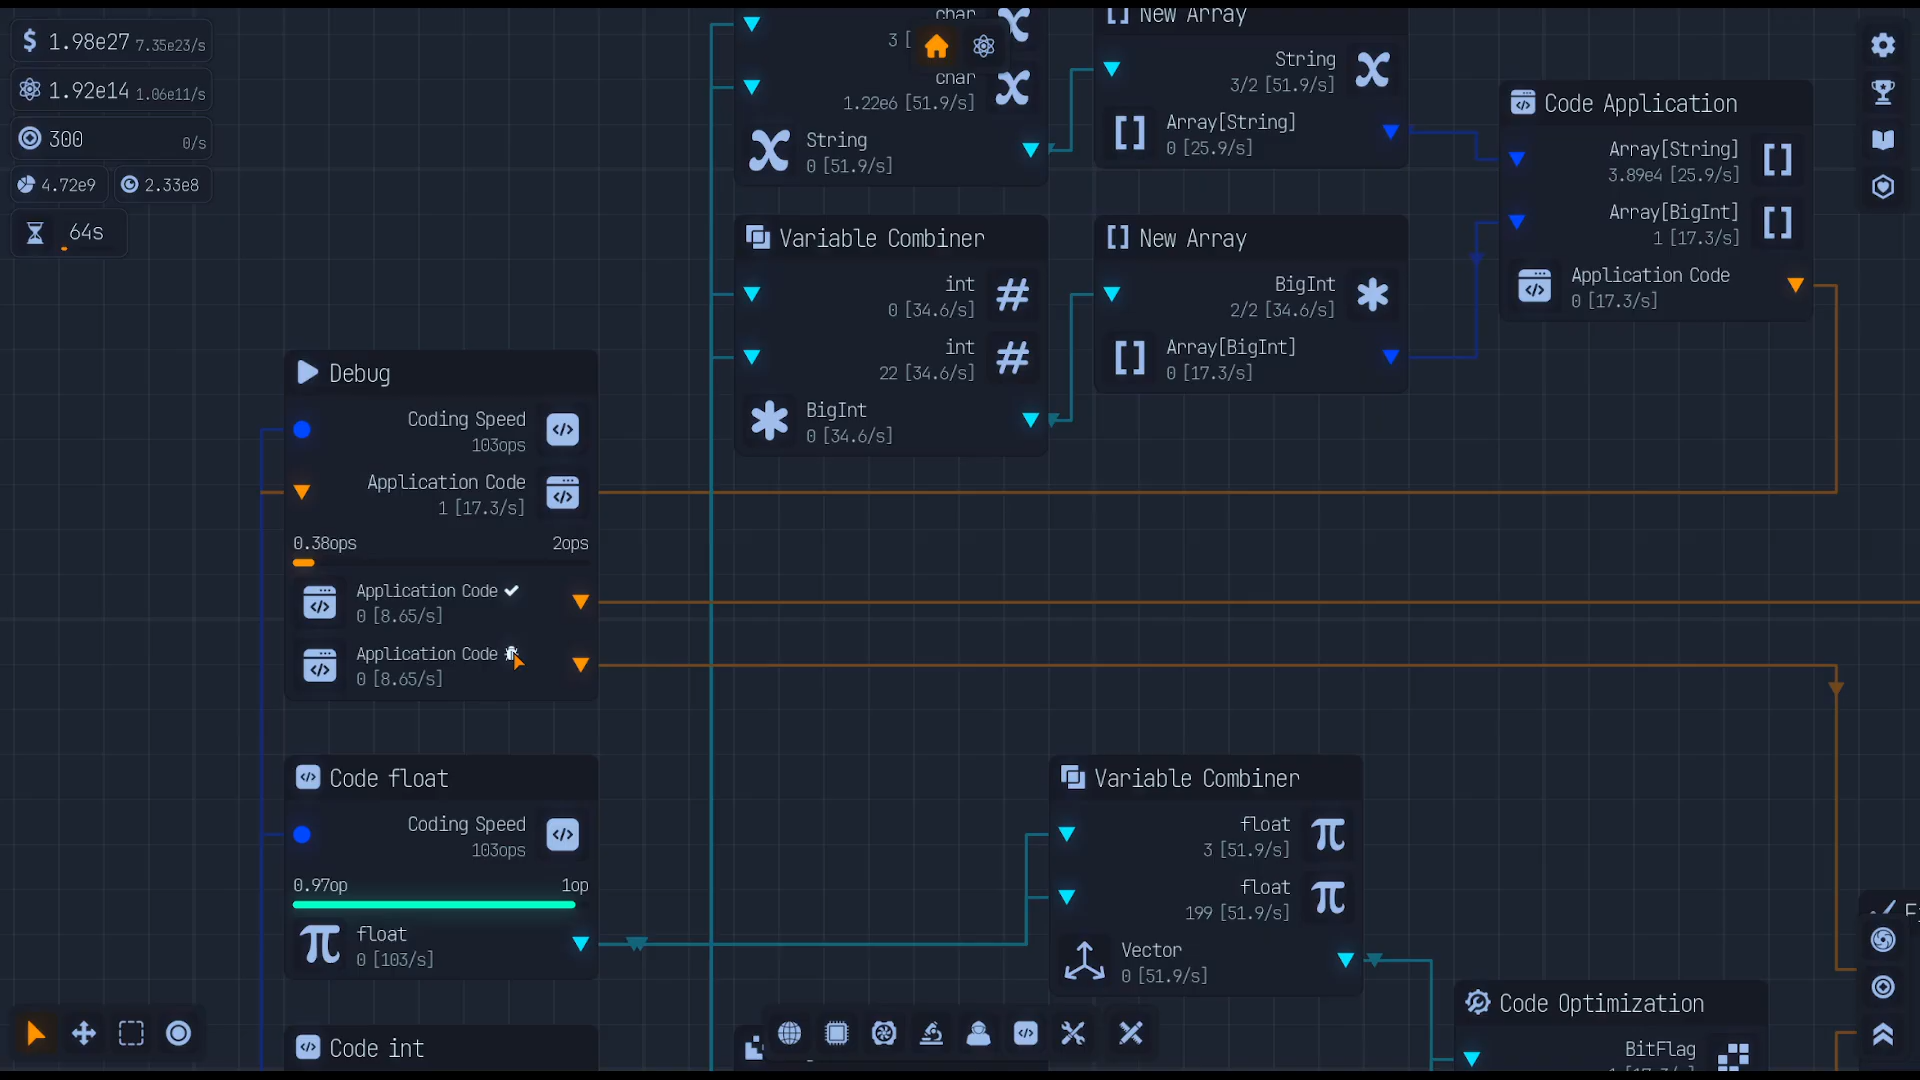 $ 1.98e27 7.35e23/s
1.92e14 1.06e11/s
300 0/s
4.72e9 2.33e8
64s
char
3 [
char
1.22e6 [51.9/s]
String
0 [51.9/s]
New Array
String
3/2 [51.9/s]
Array[String]
0 [25.9/s]
Code Application
Array[String]
3.89e4 [25.9/s]
Array[BigInt]
1 [17.3/s]
Application Code
0 [17.3/s]
Variable Combiner
int
0 [34.6/s]
int
22 [34.6/s]
BigInt
0 [34.6/s]
New Array
BigInt
2/2 [34.6/s]
Array[BigInt]
0 [17.3/s]
Debug
Coding Speed
103ops
Application Code
1 [17.3/s]
0.38ops 2ops
Application Code
0 [8.65/s]
Application Code
0 [8.65/s]
Code float
Coding Speed
103ops
0.97op 1op
float
0 [103/s]
Variable Combiner
float
3 [51.9/s]
float
199 [51.9/s]
Vector
0 [51.9/s]
Code Optimization
BitFlag
Code int